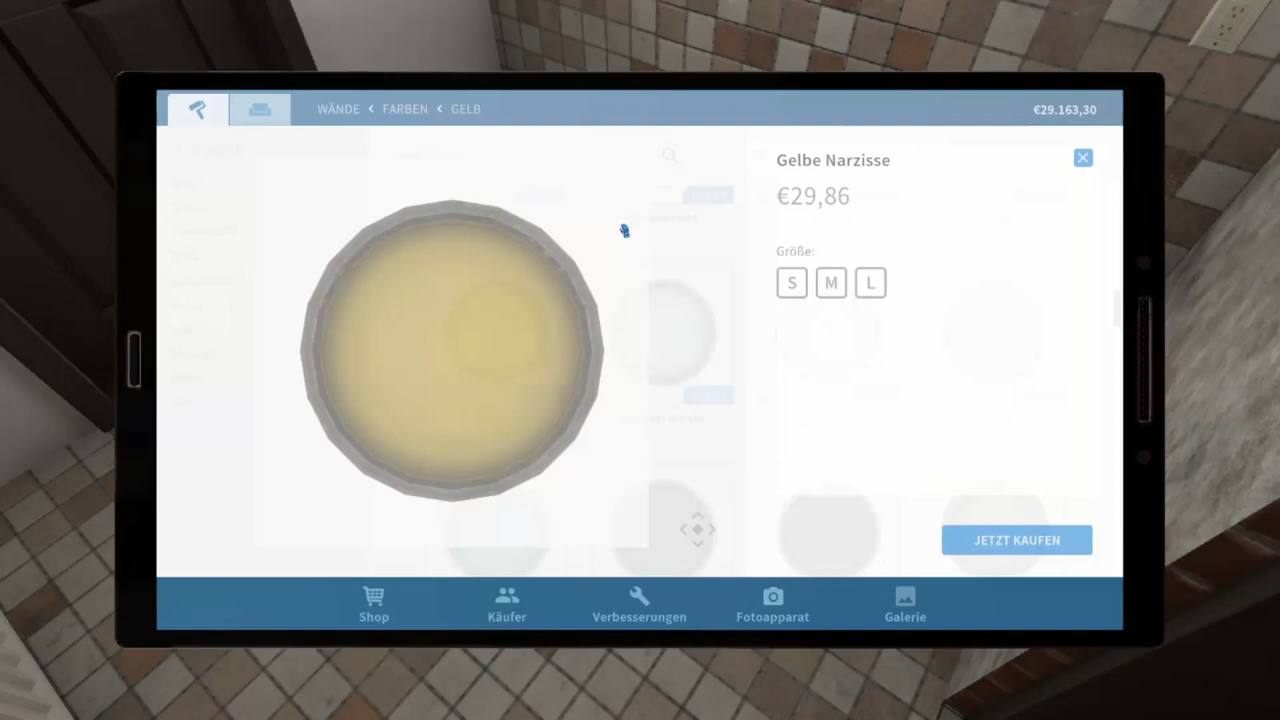 WÄNDE < FARBEN < GELB
€29.163,30
Gelbe Narzisse
€29,86
Größe:
S M L
JETZT KAUFEN
Shop Käufer Verbesserungen Fotoapparat Galerie